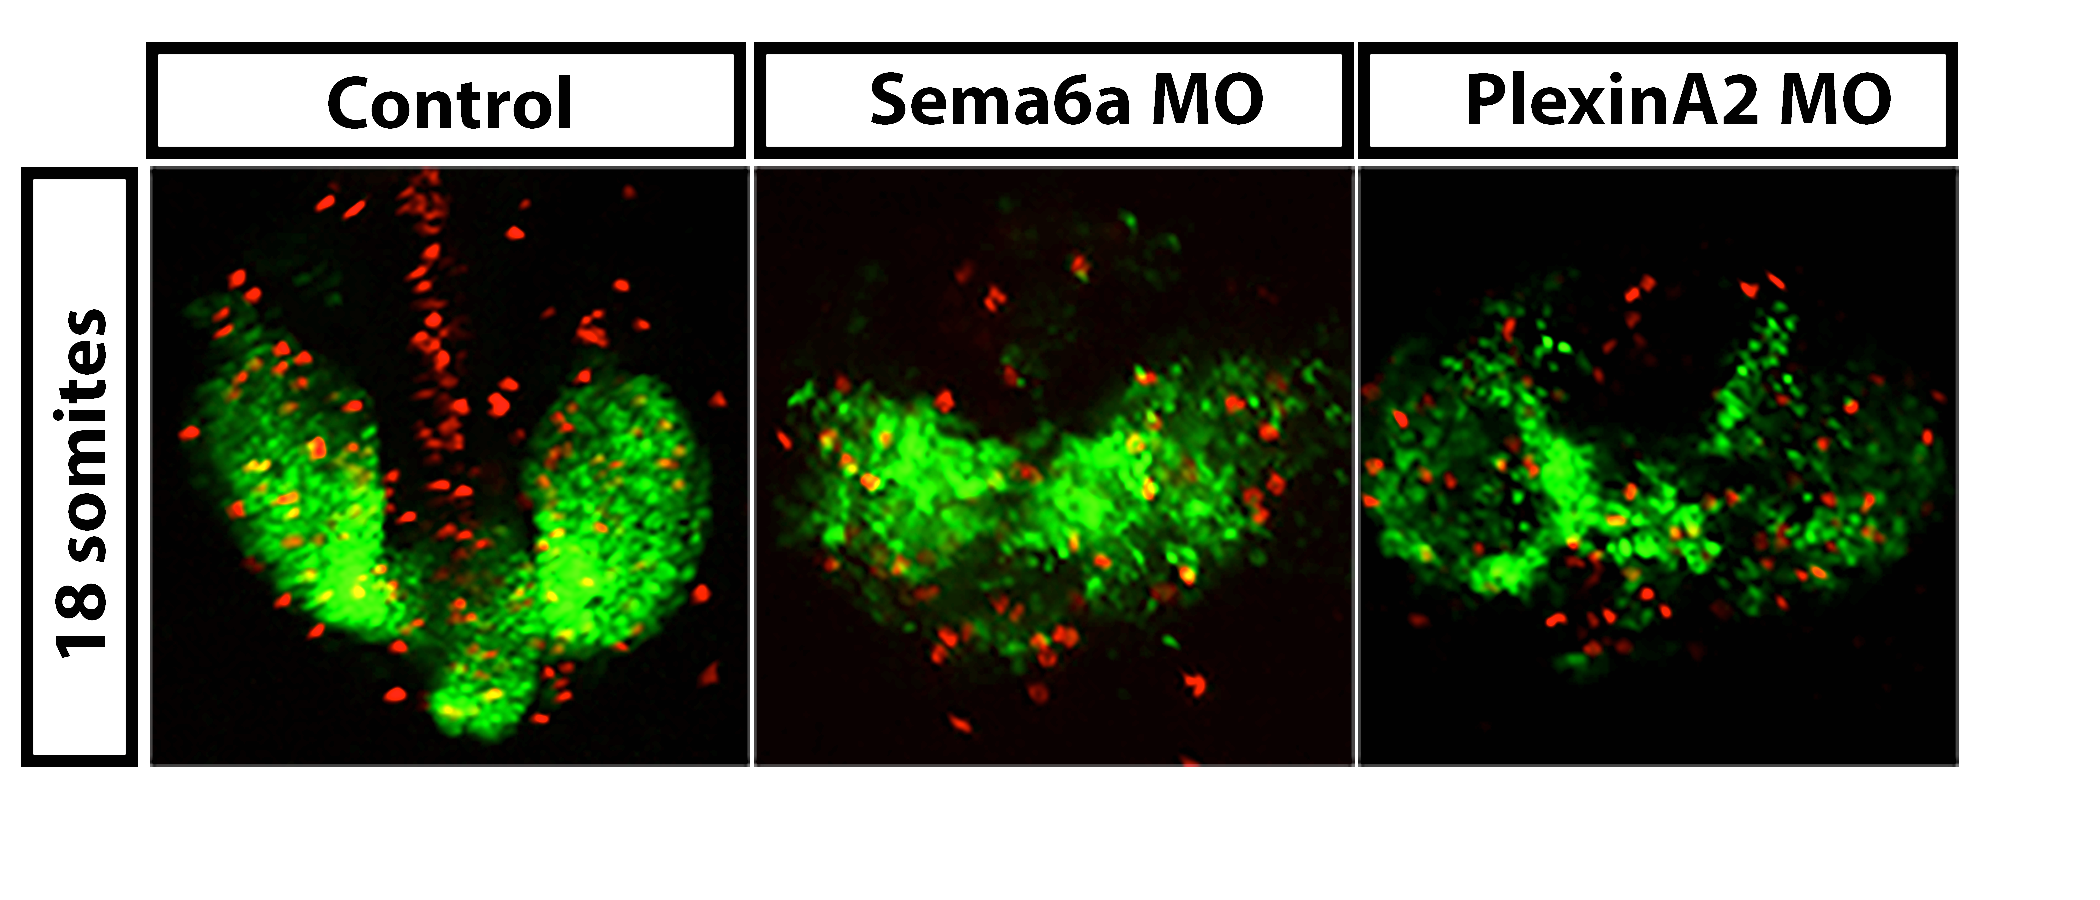 Control
Sema6a MO
PlexinA2 MO
18 somites